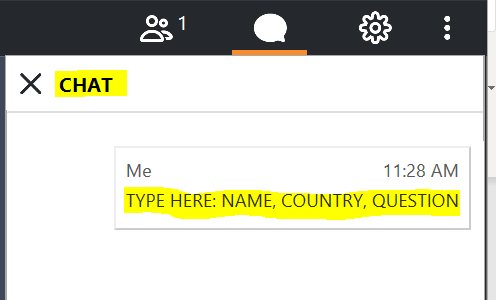 1
CHAT
Me 11:28 AM
TYPE HERE: NAME, COUNTRY, QUESTION